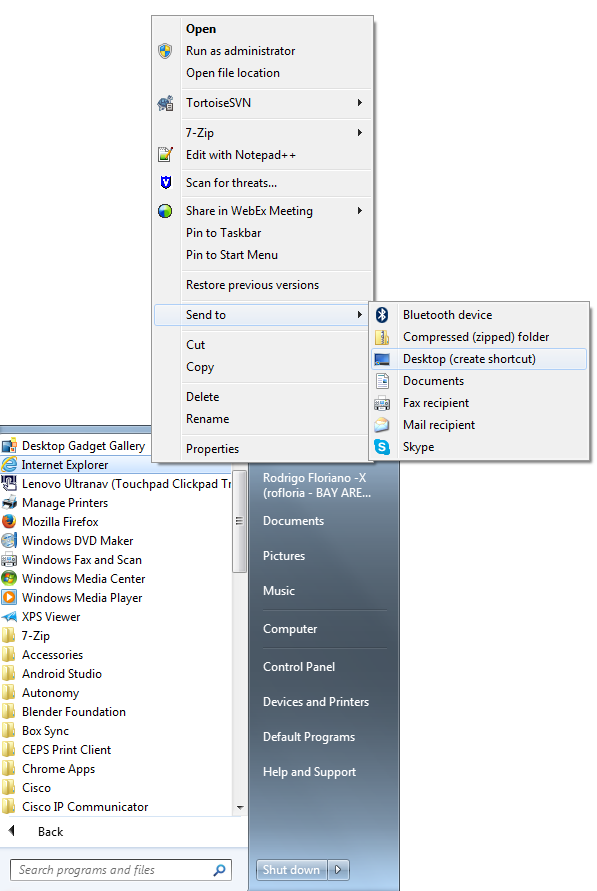 Open
Run as administrator
Open file location
TortoiseSVN
7-Zip
Edit with Notepad++
Scan for threats...
Share in WebEx Meeting
Pin to Taskbar
Pin to Start Menu
Restore previous versions
Send to
Cut
Copy
Delete
Rename
Properties
Bluetooth device
Compressed (zipped) folder
Desktop (create shortcut)
Documents
Fax recipient
Mail recipient
Skype
Desktop Gadget Gallery
Internet Explorer
Lenovo Ultranav (Touchpad Clickpad Tr
Manage Printers
Mozilla Firefox
Windows DVD Maker
Windows Fax and Scan
Windows Media Center
Windows Media Player
XPS Viewer
7-Zip
Accessories
Android Studio
Autonomy
Blender Foundation
Box Sync
CEPS Print Client
Chrome Apps
Cisco
Cisco IP Communicator
Back
Search programs and files
Rodrigo Floriano -X
(rofloria - BAY ARE...
Documents
Pictures
Music
Computer
Control Panel
Devices and Printers
Default Programs
Help and Support
Shut down